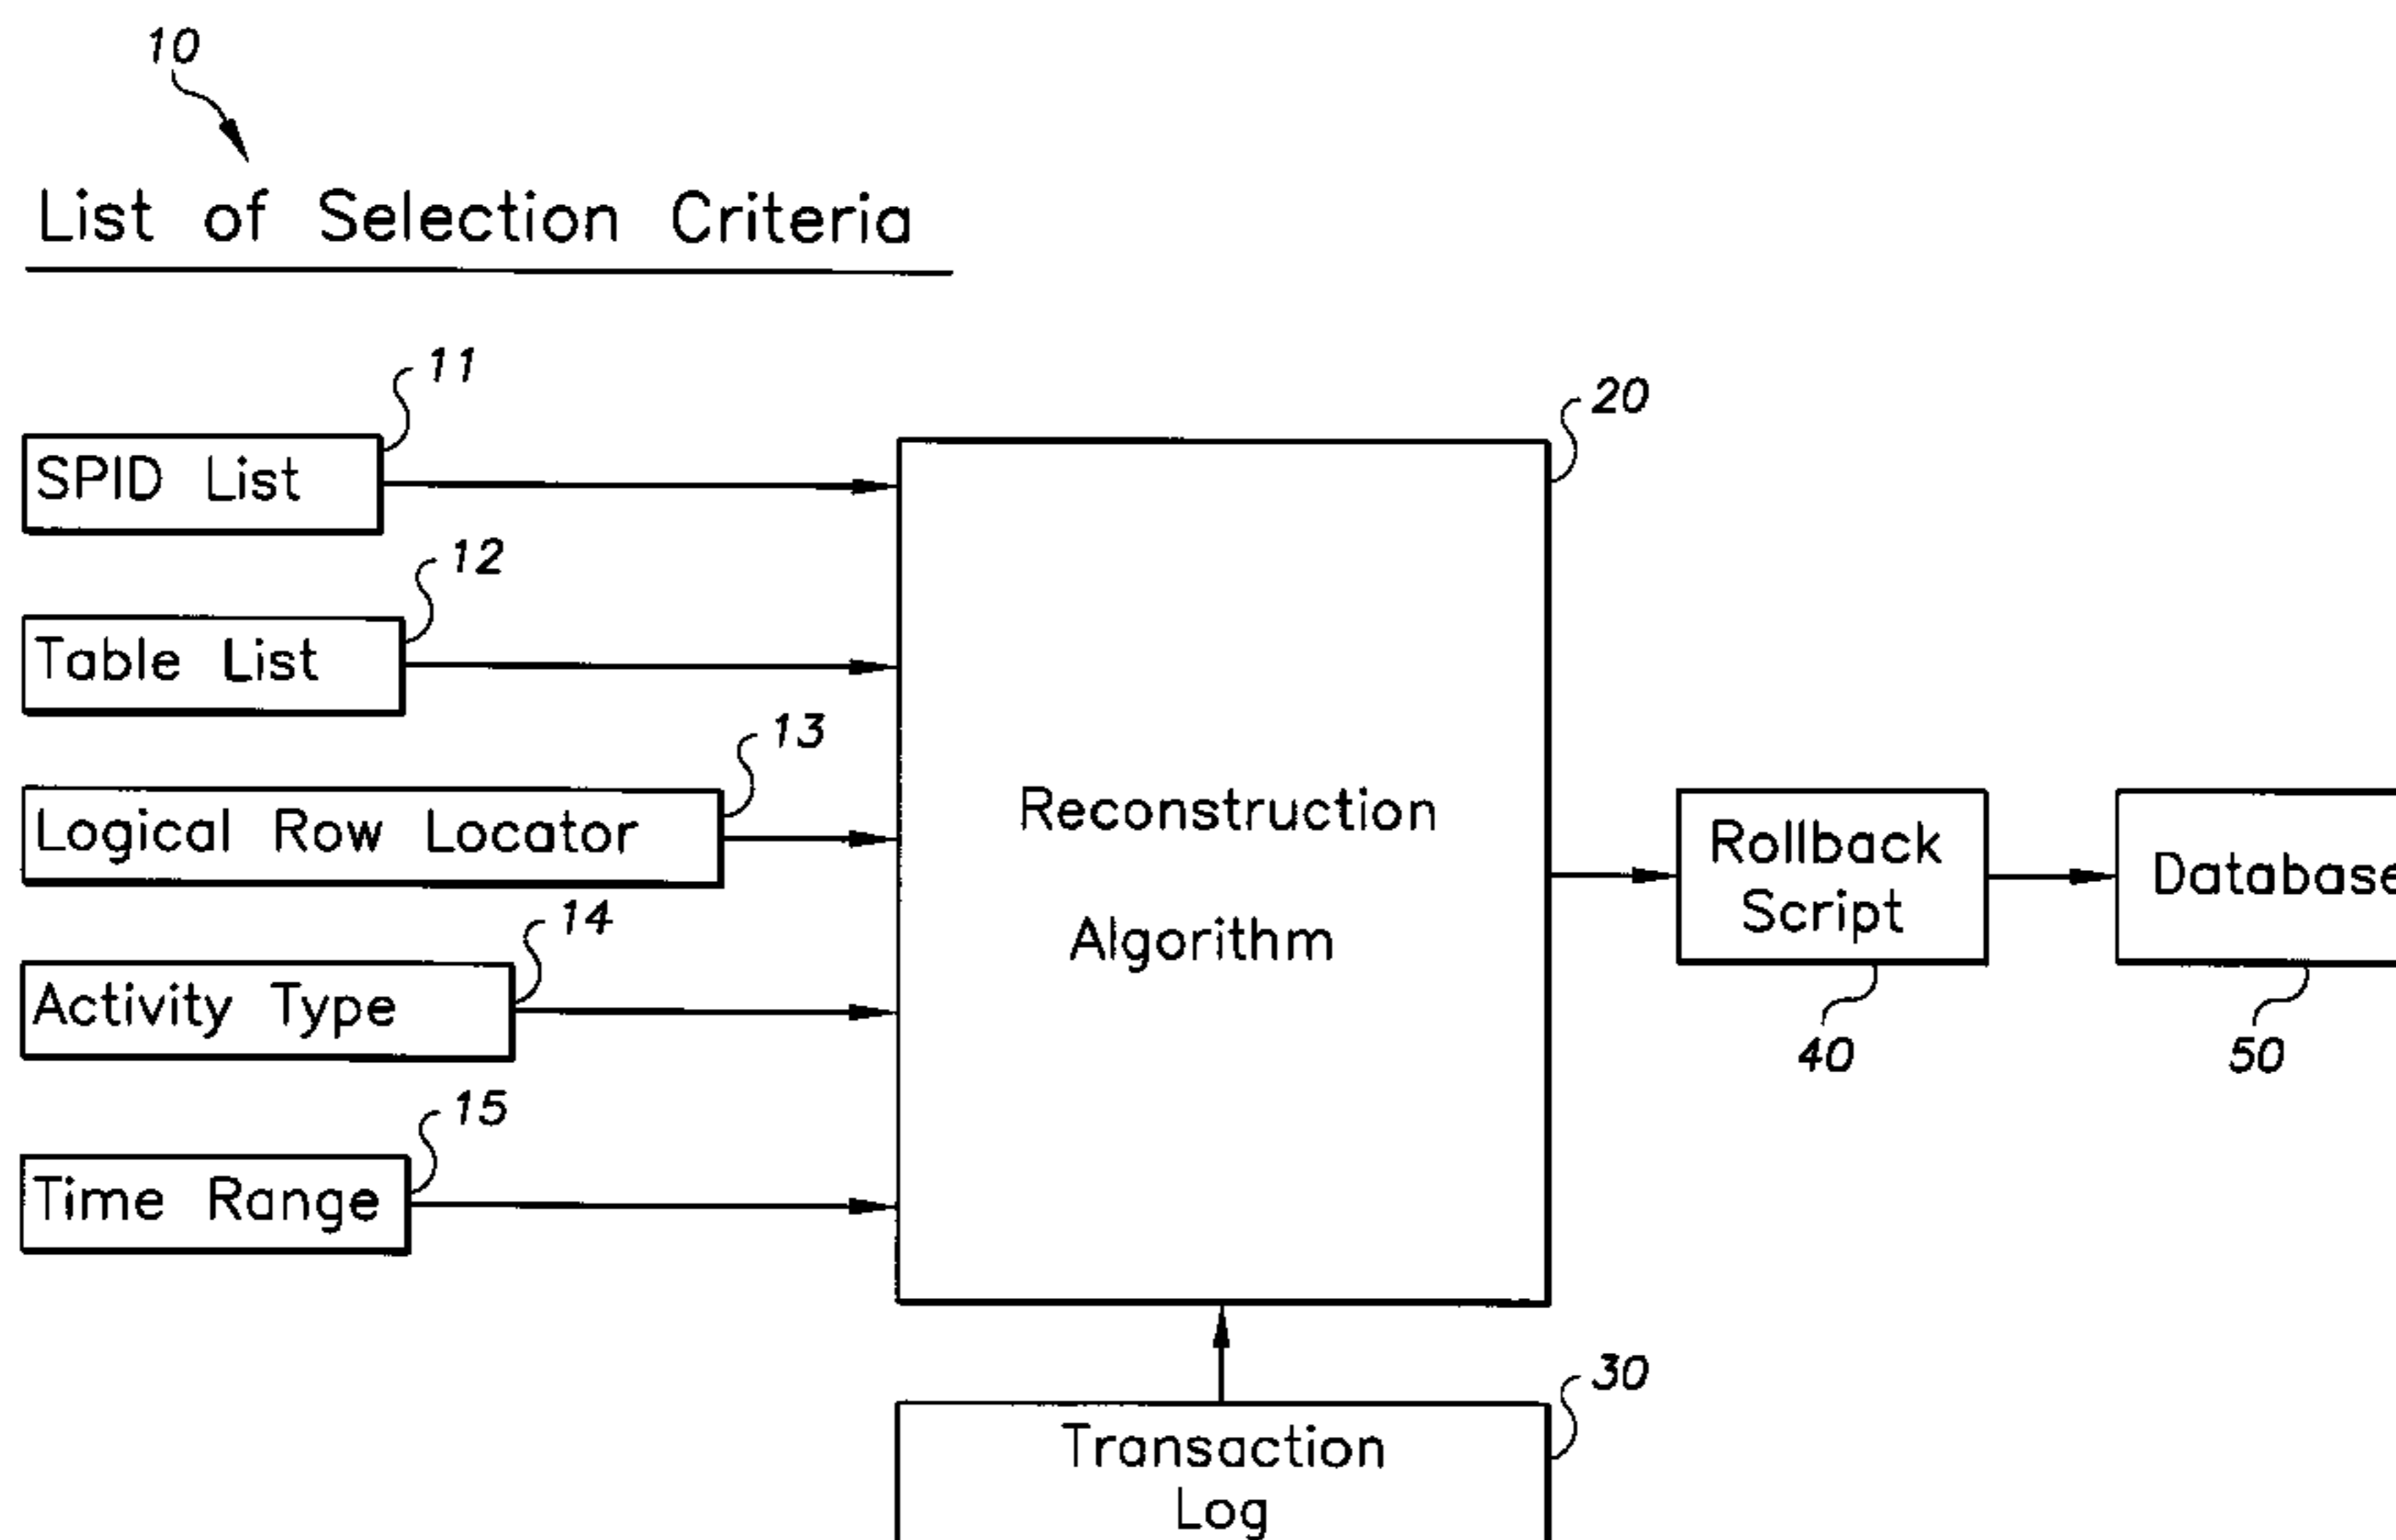 10
List of Selection Criteria
11
SPID List
12
Table List
13
Logical Row Locator
14
Activity Type
15
Time Range
20
Reconstruction
Algorithm
Rollback
Script
40
Database
50
30
Transaction
Log